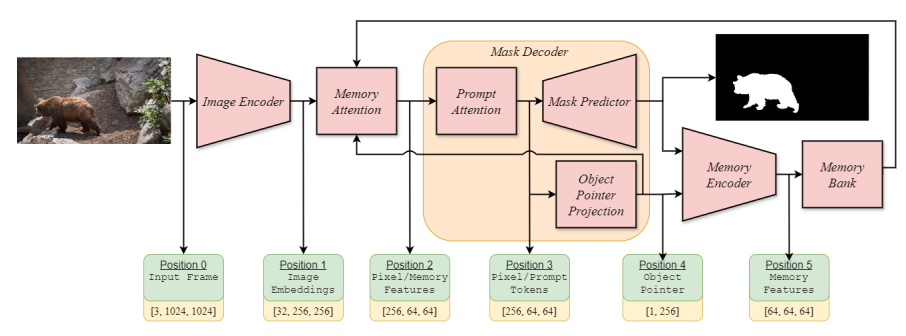 Mask Decoder
Image Encoder
Memory
Attention
Prompt
Attention
Mask Predictor
Object
Pointer
Projection
Memory
Encoder
Memory
Bank
Position 0
Input Frame
[3, 1024, 1024]
Position 1
Image
Embeddings
[32, 256, 256]
Position 2
Pixel/Memory
Features
[256, 64, 64]
Position 3
Pixel/Prompt
Tokens
[256, 64, 64]
Position 4
Object
Pointer
[1, 256]
Position 5
Memory
Features
[64, 64, 64]